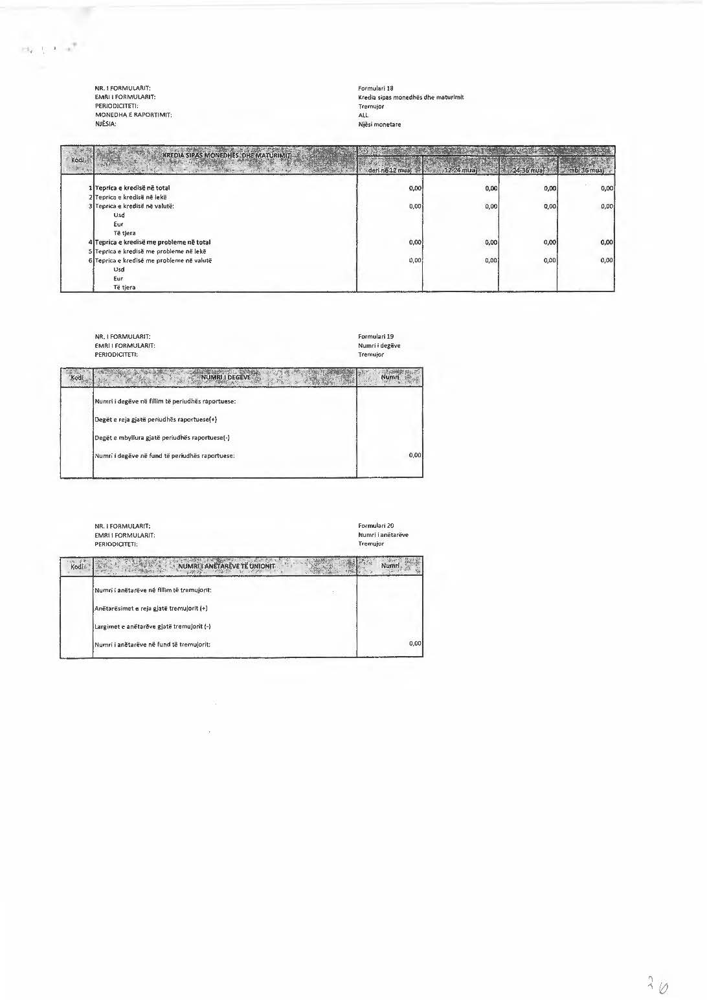 NR. I FORMULARIT: Formulari 18
EMRI I FORMULARIT: Kredia sipas monedhës dhe maturimit
PERIODICITETI: Tremujor
MONEDHA E RAPORTIMIT: ALL
NJËSIA: Njësi monetare
Kodi KREDIA SIPAS MONEDHËS DHE MATURIMIT
deri në 12 muaj 12-24 muaj 24-36 muaj mbi 36 muaj
1 Teprica e kredisë në total 0,00 0,00 0,00 0,00
2 Teprica e kredisë në lekë
3 Teprica e kredisë në valutë: 0,00 0,00 0,00 0,00
Usd
Eur
Të tjera
4 Teprica e kredisë me probleme në total 0,00 0,00 0,00 0,00
5 Teprica e kredisë me probleme në lekë
6 Teprica e kredisë me probleme në valutë 0,00 0,00 0,00 0,00
Usd
Eur
Të tjera
NR. I FORMULARIT: Formulari 19
EMRI I FORMULARIT: Numri i degëve
PERIODICITETI: Tremujor
Kodi NUMRI I DEGEVE Numri
Numri i degëve në fillim të periudhës raportuese:
Degët e reja gjatë periudhës raportuese(+)
Degët e mbyllura gjatë periudhës raportuese(-)
Numri i degëve në fund të periudhës raportuese: 0,00
NR. I FORMULARIT: Formulari 20
EMRI I FORMULARIT: Numri i anëtarëve
PERIODICITETI: Tremujor
Kodi NUMRI I ANËTARËVE TË UNIONIT Numri
Numri i anëtarëve në fillim të tremujorit:
Anëtarësimet e reja gjatë tremujorit (+)
Largimet e anëtarëve gjatë tremujorit (-)
Numri i anëtarëve në fund të tremujorit: 0,00